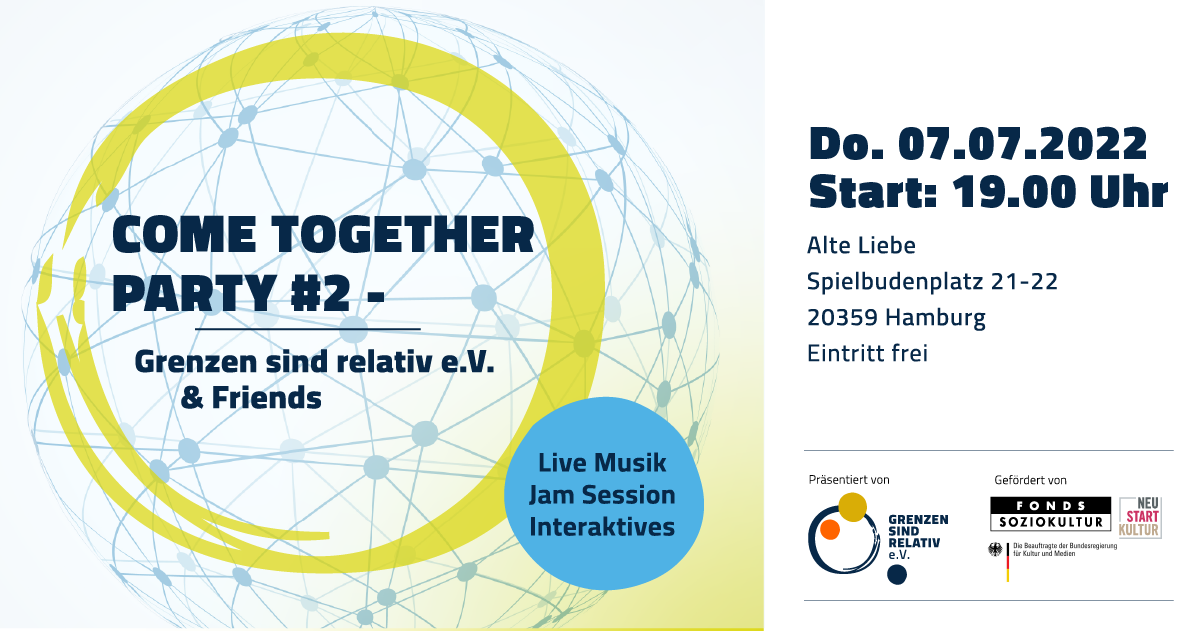 COME TOGETHER
PARTY #2 -
Grenzen sind relativ e.V.
& Friends
Live Musik
Jam Session
Interaktives
Do. 07.07.2022
Start: 19.00 Uhr
Alte Liebe
Spielbudenplatz 21-22
20359 Hamburg
Eintritt frei
Präsentiert von
GRENZEN
SIND
RELATIV
e.V.
Gefördert von
FONDS
SOZIOKULTUR
NEU
START
KULTUR
Die Beauftragte der Bundesregierung
für Kultur und Medien